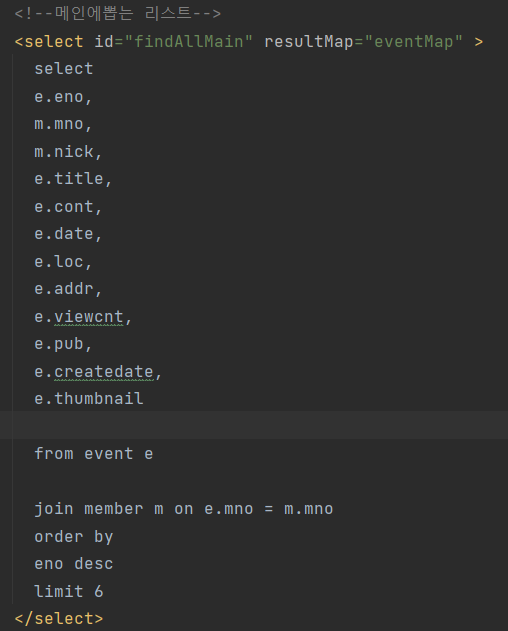 <!--메인에뽑는 리스트-->
<select id="findAllMain" resultMap="eventMap" >
select
e.eno,
m.mno,
m.nick,
e.title,
e.cont,
e.date,
e.loc,
e.addr,
e.viewcnt,
e.pub,
e.createdate,
e.thumbnail
from event e
join member m on e.mno = m.mno
order by
eno desc
limit 6
</select>